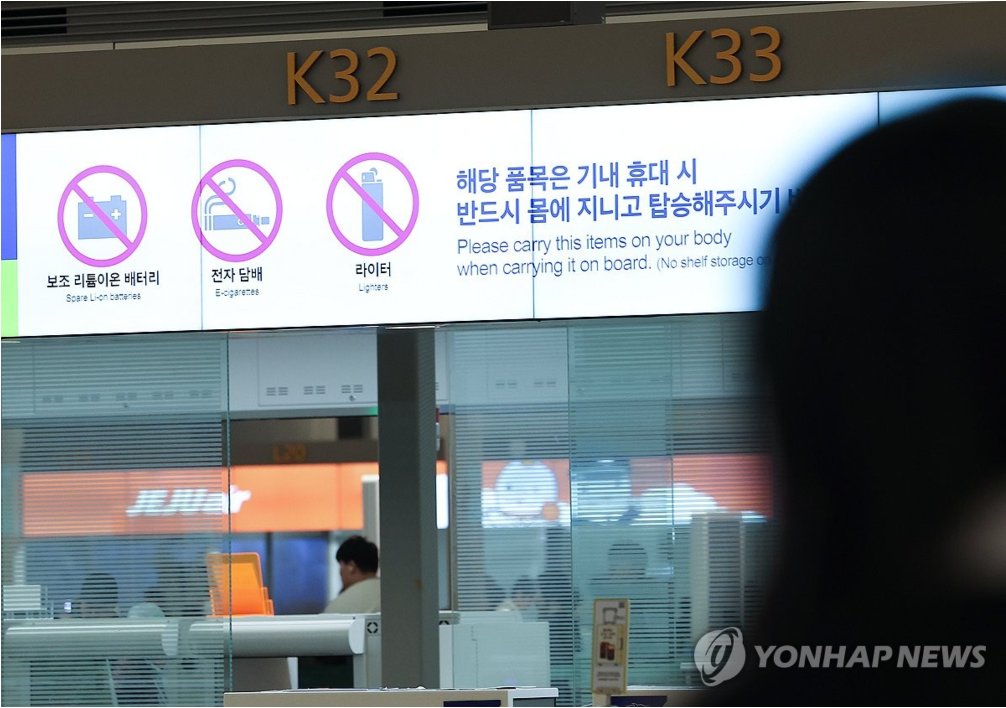 K32
K33
보조 리튬이온 배터리
Spare Li-ion batteries
전자 담배
E-cigarettes
라이터
Lighters
해당 품목은 기내 휴대 시
반드시 몸에 지니고 탑승해주시기
Please carry this items on your body
when carrying it on board. (No shelf storage
JEJUair
YONHAP NEWS